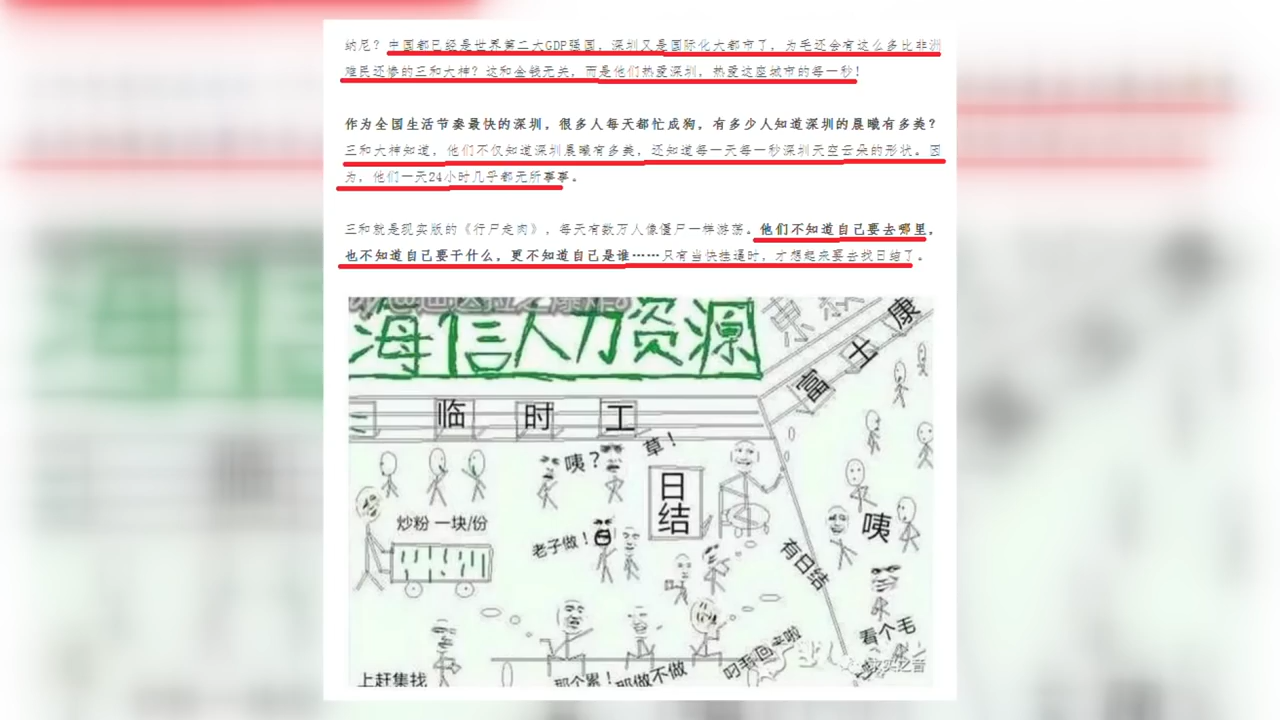 纳尼？中国都已经是世界第二大GDP强国，深圳又是国际化大都市了，为毛还会有这么多比非洲
难民还惨的三和大神？这和金钱无关，而是他们热爱深圳，热爱这座城市的每一秒！
作为全国生活节奏最快的深圳，很多人每天都忙成狗，有多少人知道深圳的晨曦有多美？
三和大神知道，他们不仅知道深圳晨曦有多美，还知道每一天每一秒深圳天空云朵的形状。因
为，他们一天24小时几乎都无所事事。
三和就是现实版的《行尸走肉》，每天有数万人像僵尸一样游荡。他们不知道自己要去哪里，
也不知道自己要干什么，更不知道自己是谁……只有当快挂逼时，才想起来要去找日结了。
海信人力资源
富士康
临时工
咦？
草！
日结
炒粉 一块/份
老子做！
咦
有日结
看个毛
叼毛回来啦
上赶集找
那个累！
那做不做